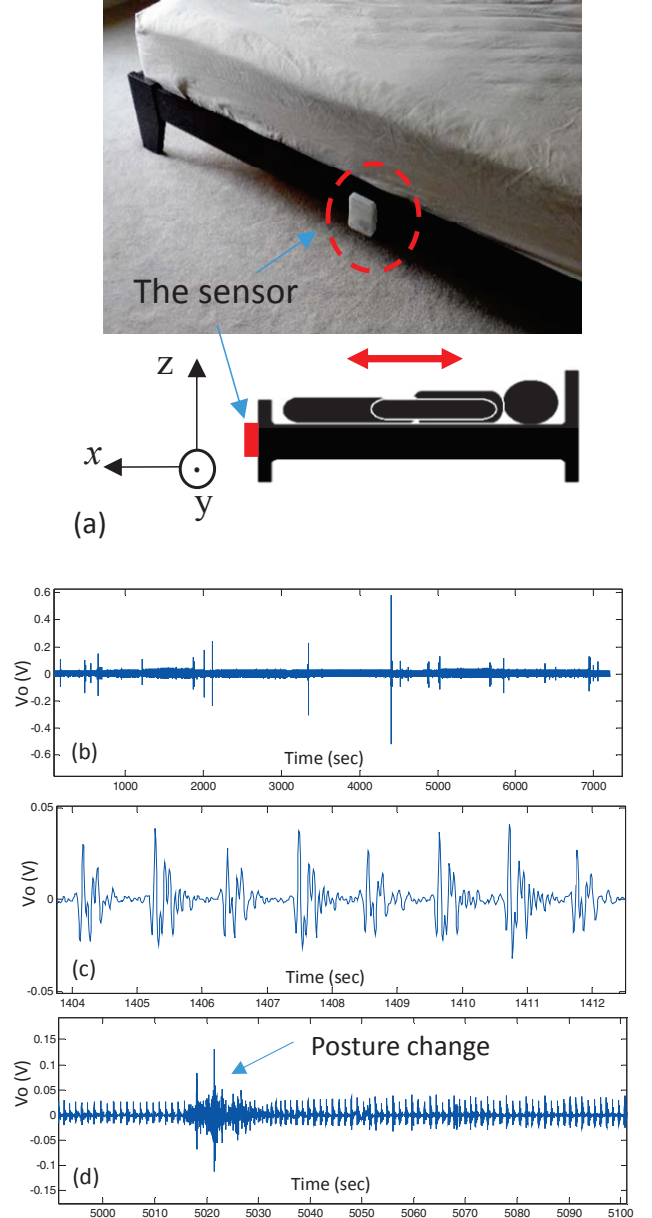 The sensor
z
x
y
(a)
0.6
0.4
0.2
0
-0.2
-0.4
-0.6
Vo (V)
(b)
Time (sec)
1000 2000 3000 4000 5000 6000 7000
0.05
0
-0.05
Vo (V)
(c)
Time (sec)
1404 1405 1406 1407 1408 1409 1410 1411 1412
Posture change
0.15
0.1
0.05
0
-0.05
-0.1
-0.15
Vo (V)
(d)
Time (sec)
5000 5010 5020 5030 5040 5050 5060 5070 5080 5090 5100